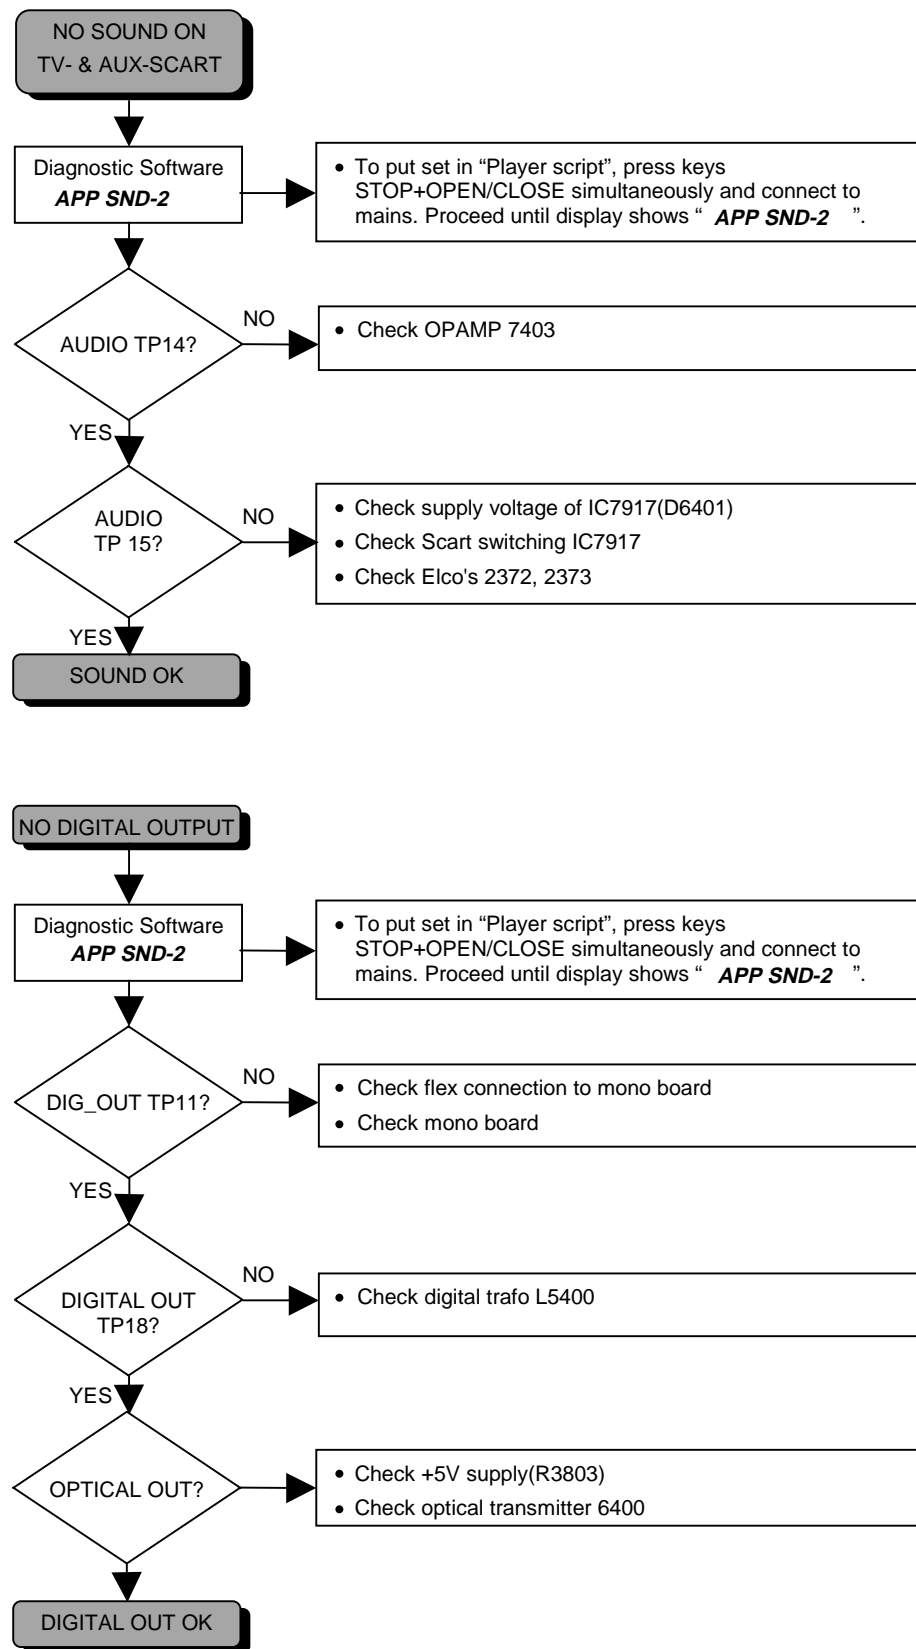 NO SOUND ON
TV- & AUX-SCART
Diagnostic Software
APP SND-2
• To put set in “Player script”, press keys
STOP+OPEN/CLOSE simultaneously and connect to
mains. Proceed until display shows “ APP SND-2 ”.
AUDIO TP14?
NO
• Check OPAMP 7403
YES
AUDIO
TP 15?
NO
• Check supply voltage of IC7917(D6401)
• Check Scart switching IC7917
• Check Elco's 2372, 2373
YES
SOUND OK
NO DIGITAL OUTPUT
Diagnostic Software
APP SND-2
• To put set in “Player script”, press keys
STOP+OPEN/CLOSE simultaneously and connect to
mains. Proceed until display shows “ APP SND-2 ”.
DIG_OUT TP11?
NO
• Check flex connection to mono board
• Check mono board
YES
DIGITAL OUT
TP18?
NO
• Check digital trafo L5400
YES
OPTICAL OUT?
• Check +5V supply(R3803)
• Check optical transmitter 6400
DIGITAL OUT OK